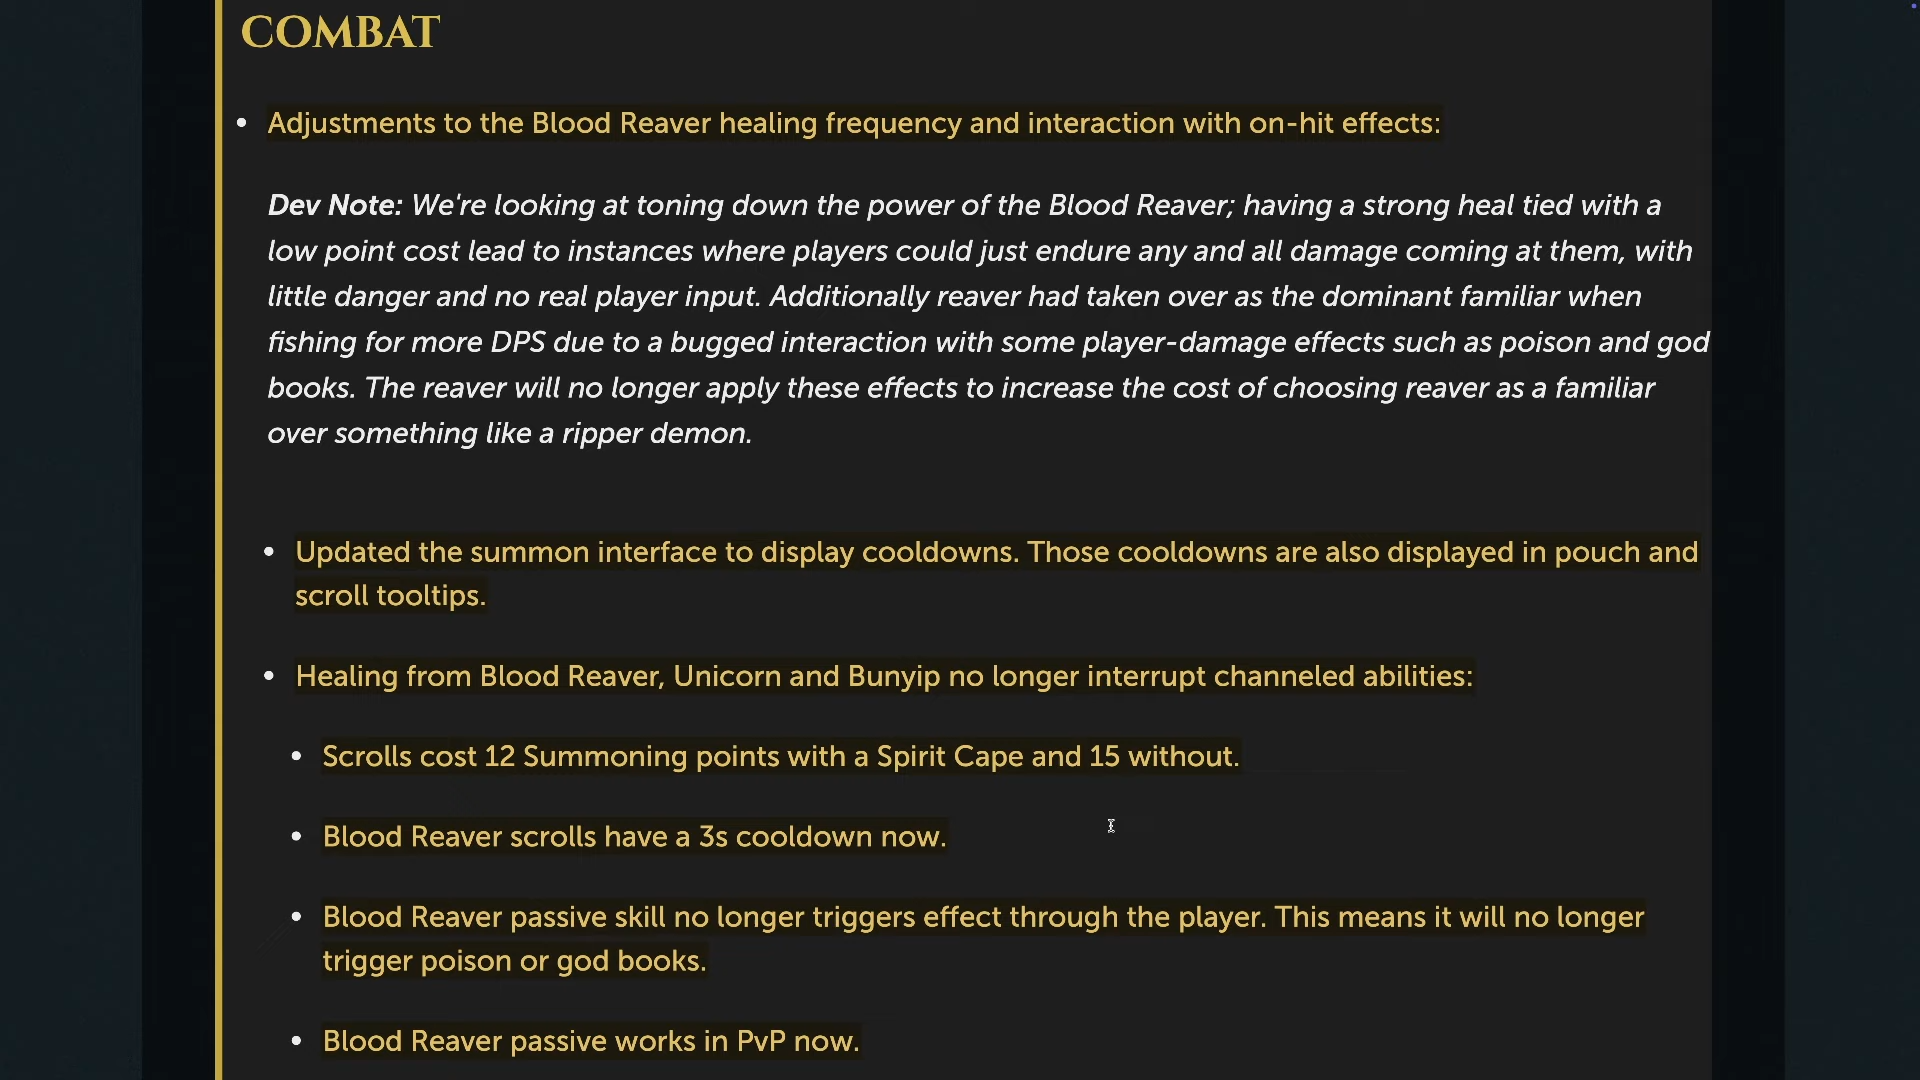 COMBAT
Adjustments to the Blood Reaver healing frequency and interaction with on-hit effects:
Dev Note: We're looking at toning down the power of the Blood Reaver; having a strong heal tied with a
low point cost lead to instances where players could just endure any and all damage coming at them, with
little danger and no real player input. Additionally reaver had taken over as the dominant familiar when
fishing for more DPS due to a bugged interaction with some player-damage effects such as poison and god
books. The reaver will no longer apply these effects to increase the cost of choosing reaver as a familiar
over something like a ripper demon.
Updated the summon interface to display cooldowns. Those cooldowns are also displayed in pouch and
scroll tooltips.
Healing from Blood Reaver, Unicorn and Bunyip no longer interrupt channeled abilities:
Scrolls cost 12 Summoning points with a Spirit Cape and 15 without.
Blood Reaver scrolls have a 3s cooldown now.
Blood Reaver passive skill no longer triggers effect through the player. This means it will no longer
trigger poison or god books.
Blood Reaver passive works in PvP now.